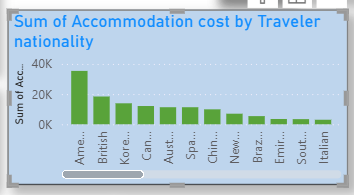 Sum of Accommodation cost by Traveler
nationality
Sum of Acc...
40K
20K
0K
Ame...
British
Kore...
Can...
Aust...
Spa...
Chin...
New...
Braz...
Emir...
Sout...
Italian